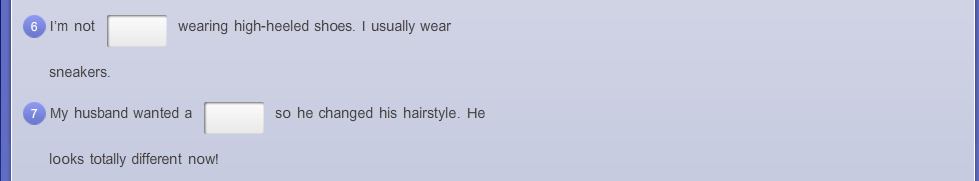 6 I'm not wearing high-heeled shoes. I usually wear
sneakers.
7 My husband wanted a so he changed his hairstyle. He
looks totally different now!